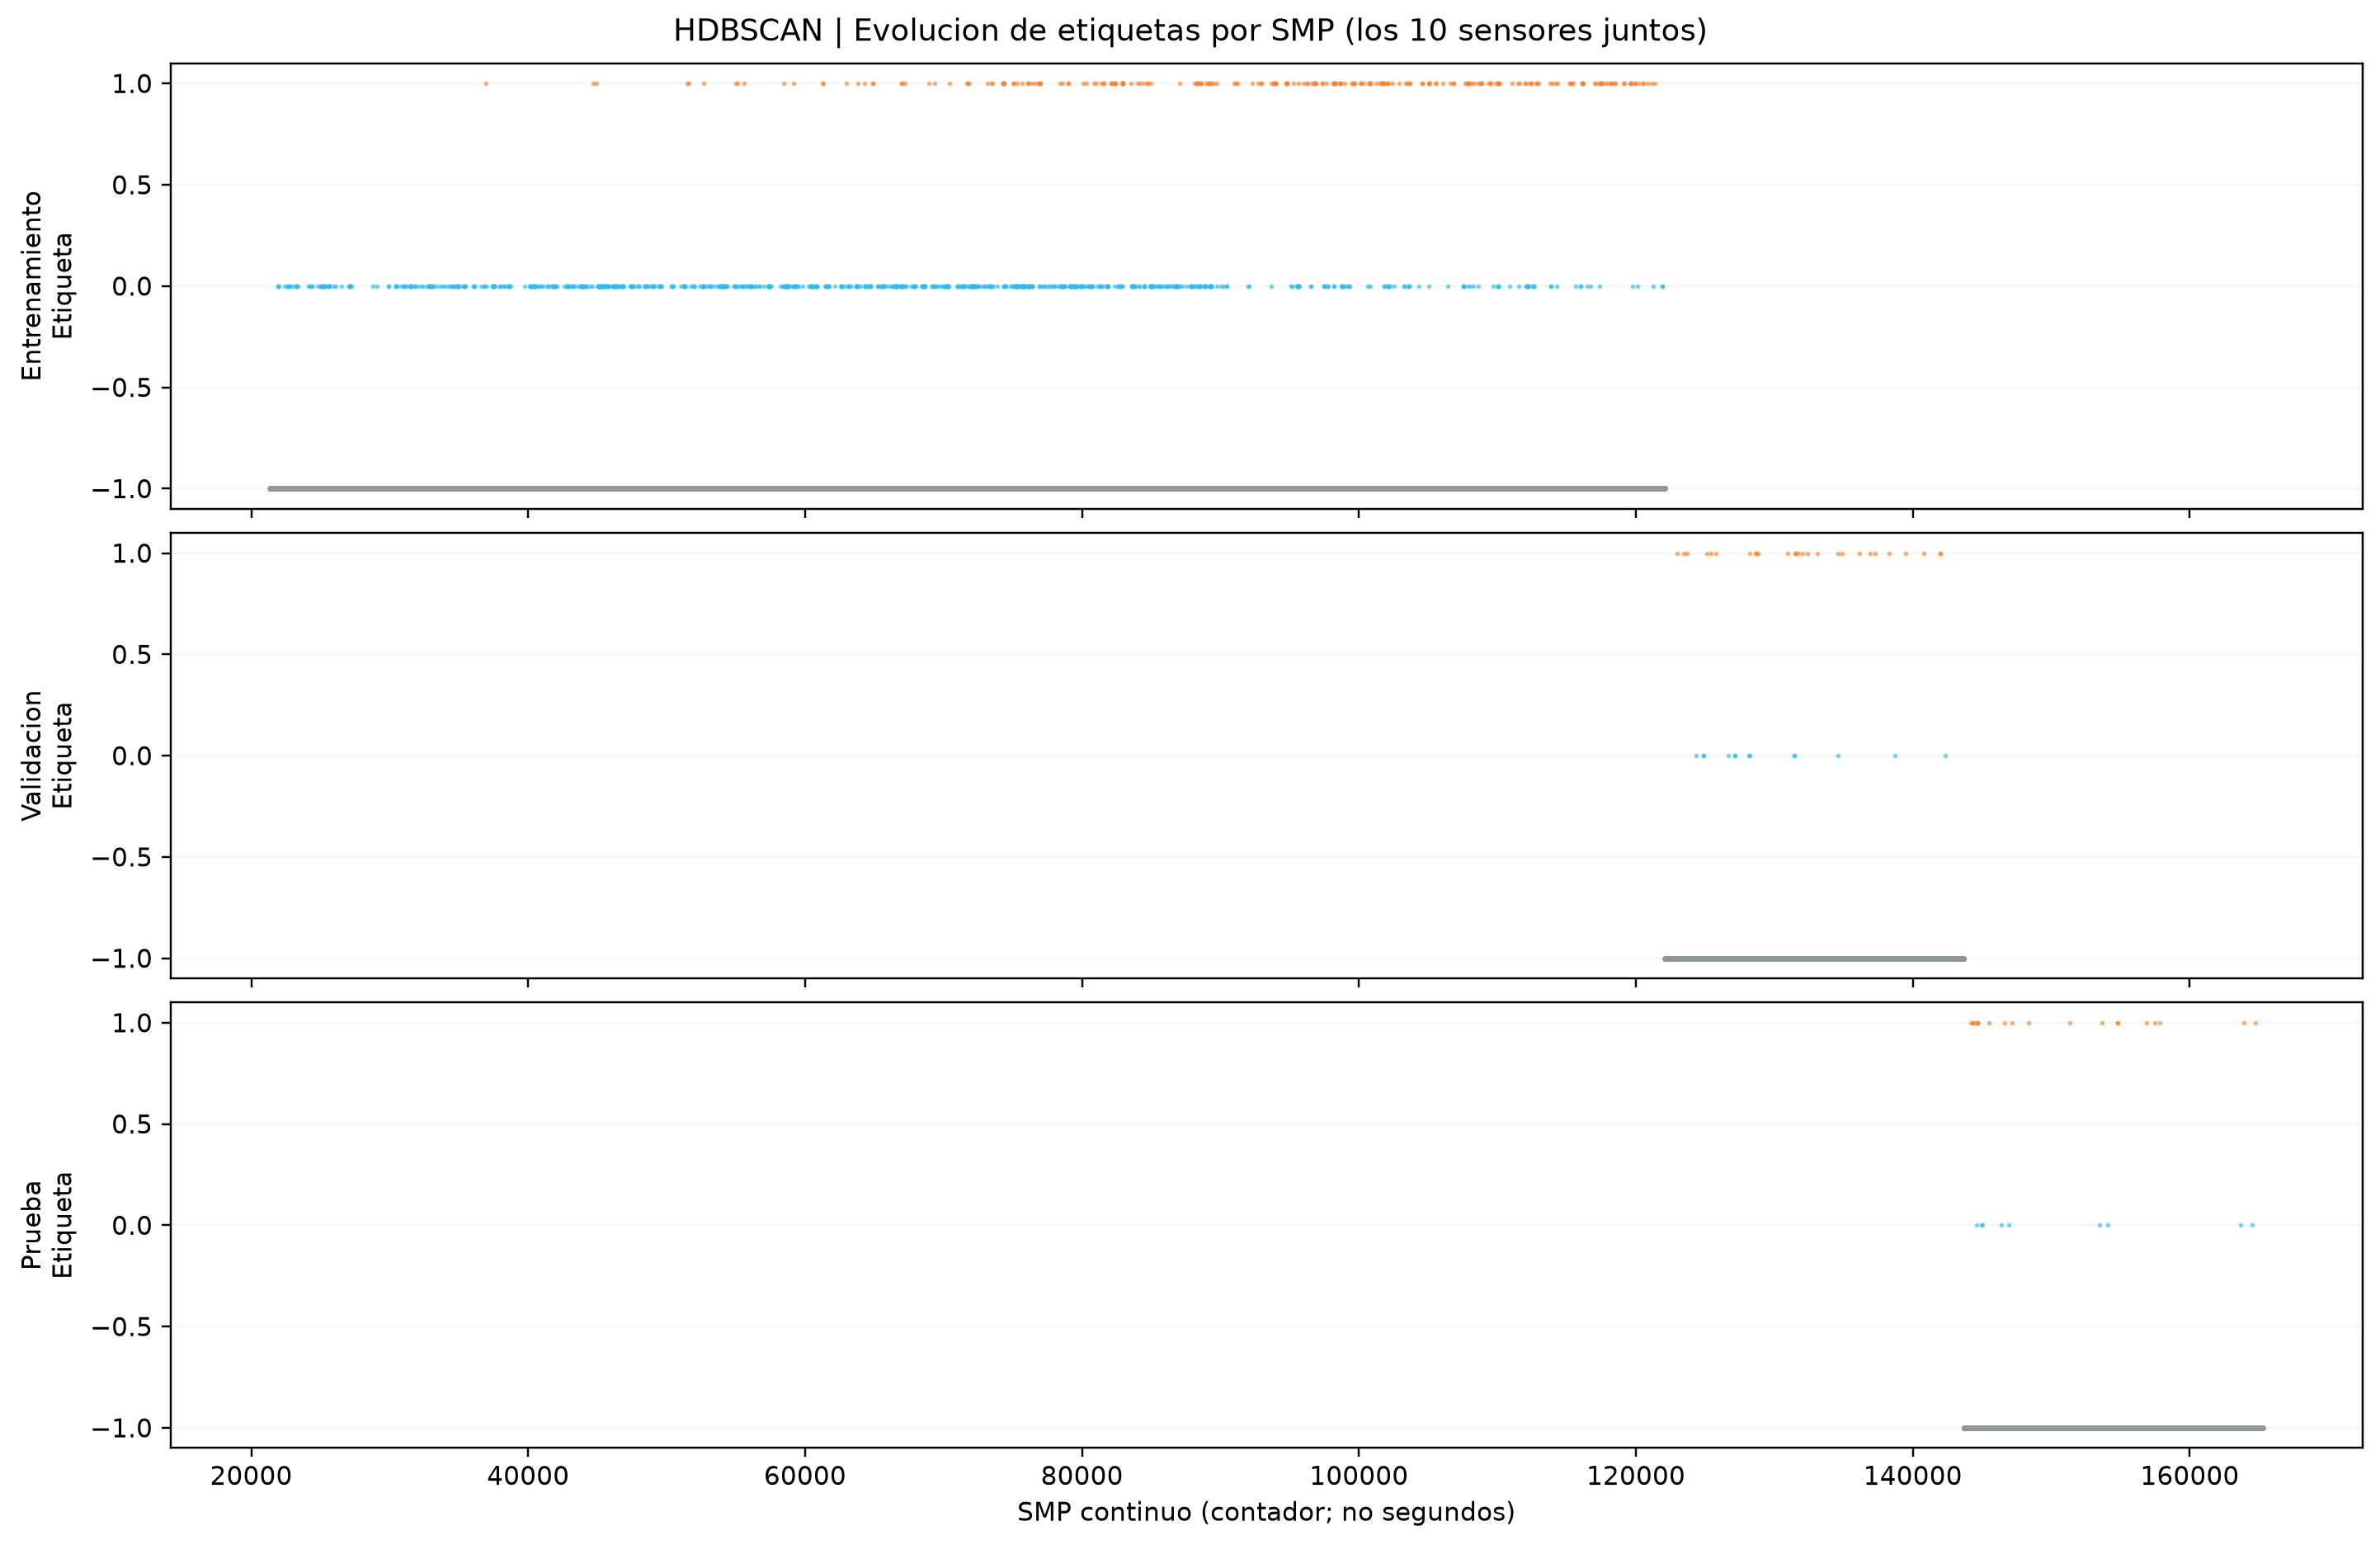 HDBSCAN | Evolucion de etiquetas por SMP (los 10 sensores juntos)
Entrenamiento
Etiqueta
1.0
0.5
0.0
−0.5
−1.0
Validacion
Etiqueta
1.0
0.5
0.0
−0.5
−1.0
Prueba
Etiqueta
1.0
0.5
0.0
−0.5
−1.0
20000 40000 60000 80000 100000 120000 140000 160000
SMP continuo (contador; no segundos)